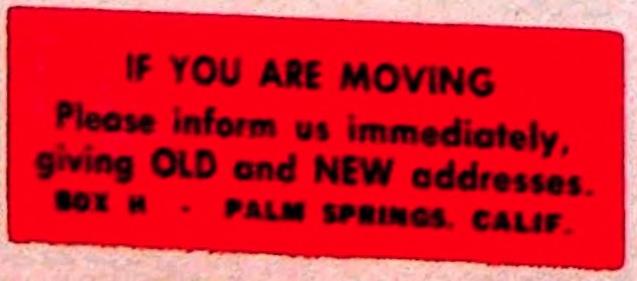 IF YOU ARE MOVING
Please inform us immediately,
giving OLD and NEW addresses.
BOX H - PALM SPRINGS, CALIF.